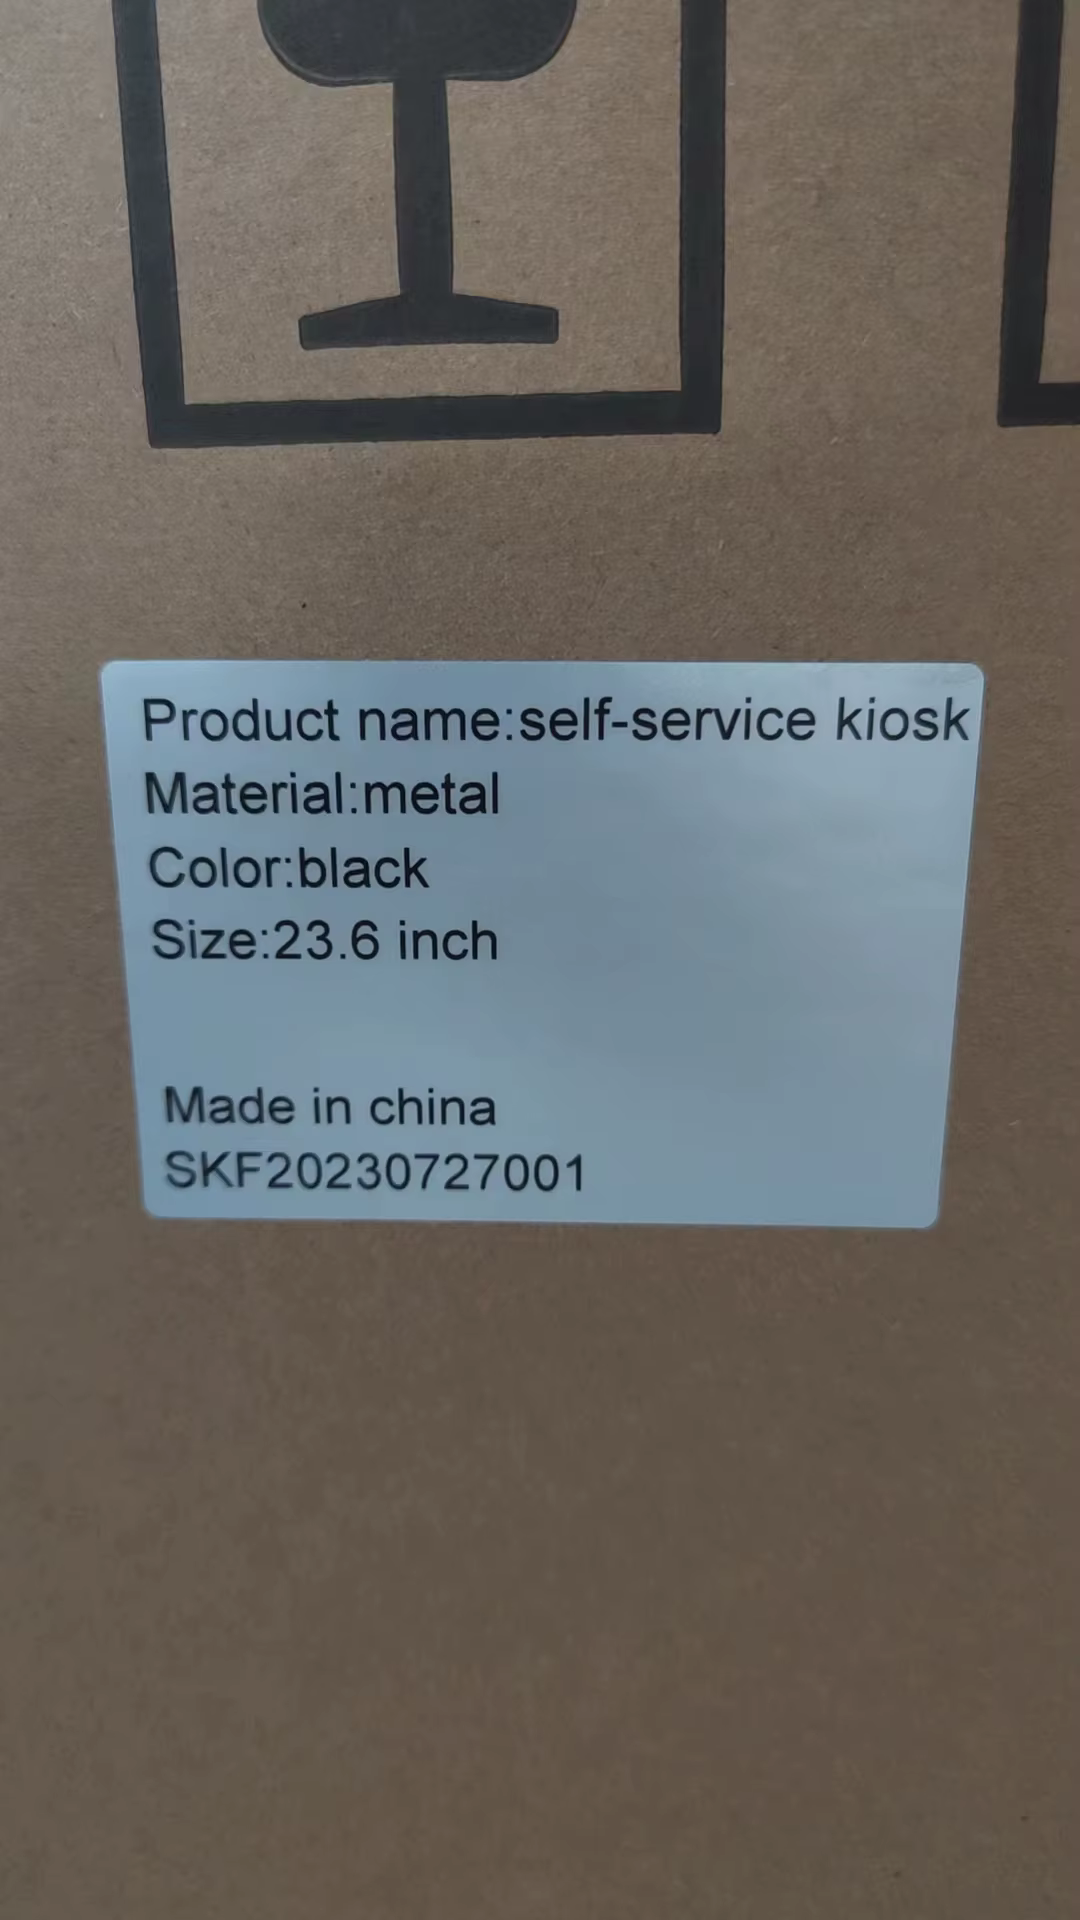 Product name:self-service kiosk
Material:metal
Color:black
Size:23.6 inch
Made in china
SKF20230727001